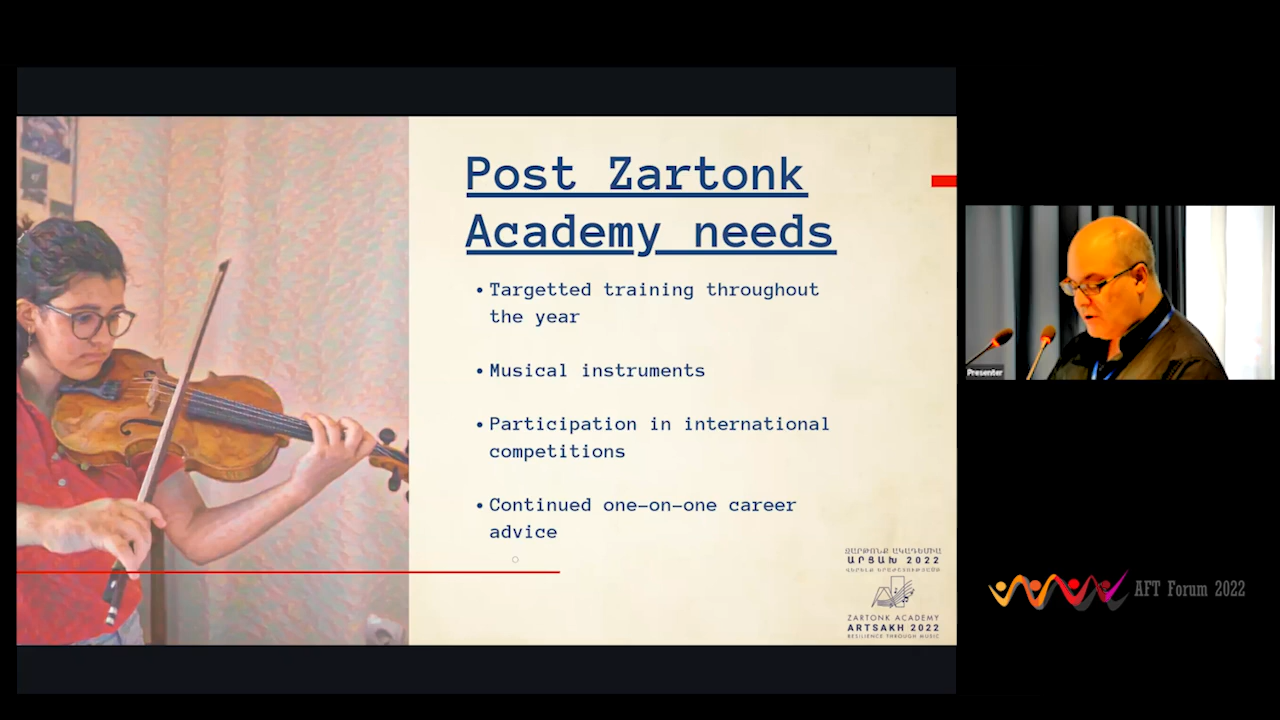 Post Zartonk
Academy needs
• Targetted training throughout
the year
• Musical instruments
• Participation in international
competitions
• Continued one-on-one career
advice
ԶԱՐԹՈՆՔ ԱԿԱԴԵՄԻԱ
ԱՐՑԱԽ 2022
ZARTONK ACADEMY
ARTSAKH 2022
RESILIENCE THROUGH MUSIC
Presenter
AFT Forum 2022